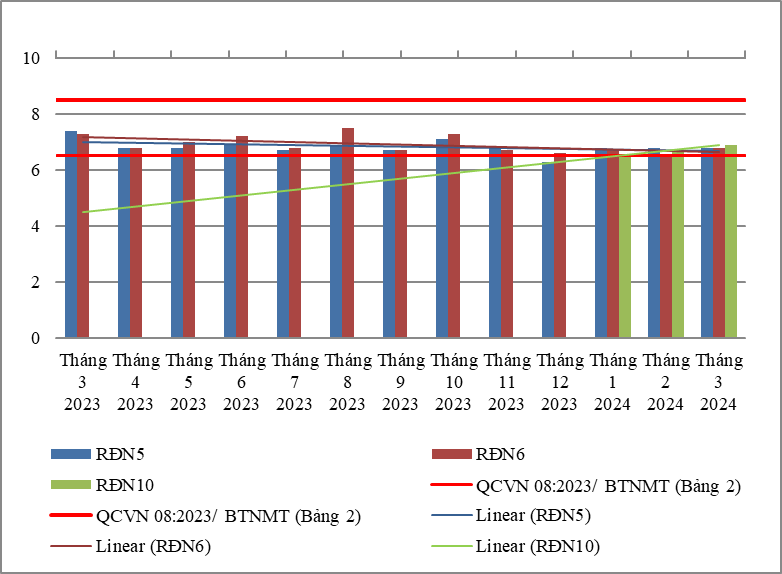 10
8
6
4
2
0
Tháng Tháng Tháng Tháng Tháng Tháng Tháng Tháng Tháng Tháng Tháng Tháng Tháng
3 4 5 6 7 8 9 10 11 12 1 2 3
2023 2023 2023 2023 2023 2023 2023 2023 2023 2023 2024 2024 2024
RĐN5 RĐN6
RĐN10 QCVN 08:2023/ BTNMT (Bảng 2)
QCVN 08:2023/ BTNMT (Bảng 2) Linear (RĐN5)
Linear (RĐN6) Linear (RĐN10)